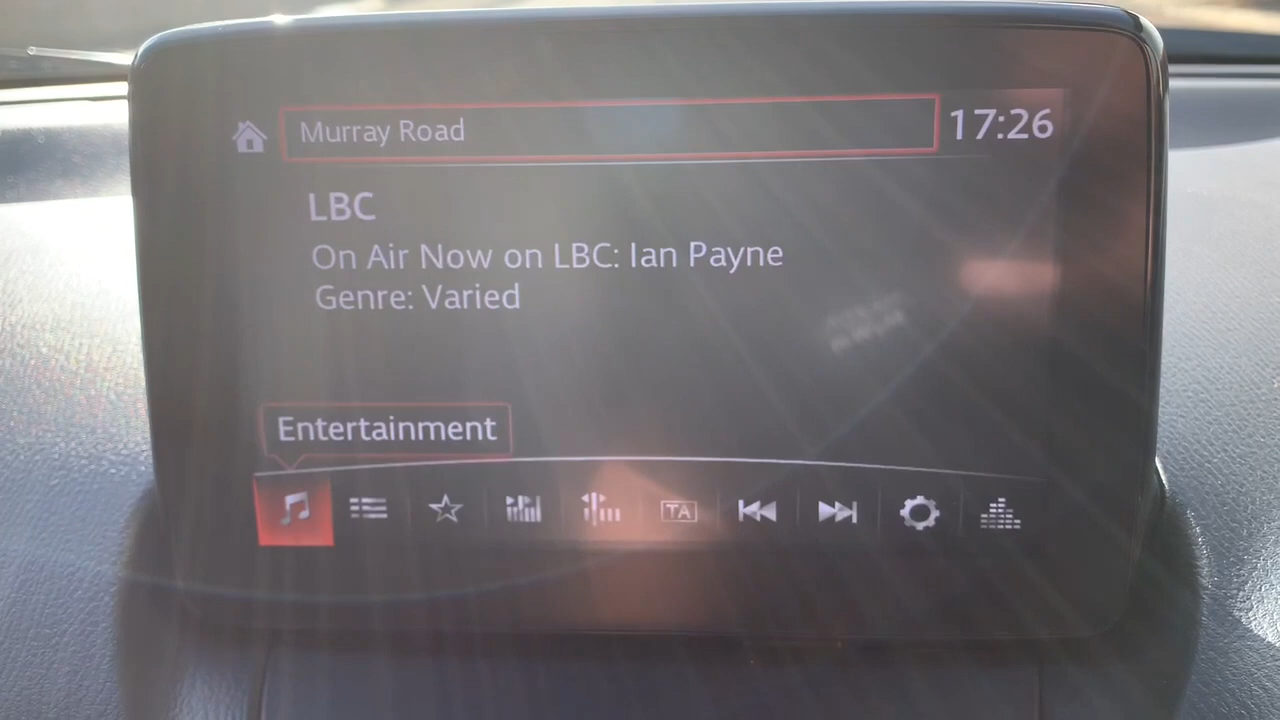 Murray Road
17:26
LBC
On Air Now on LBC: Ian Payne
Genre: Varied
Entertainment
TA